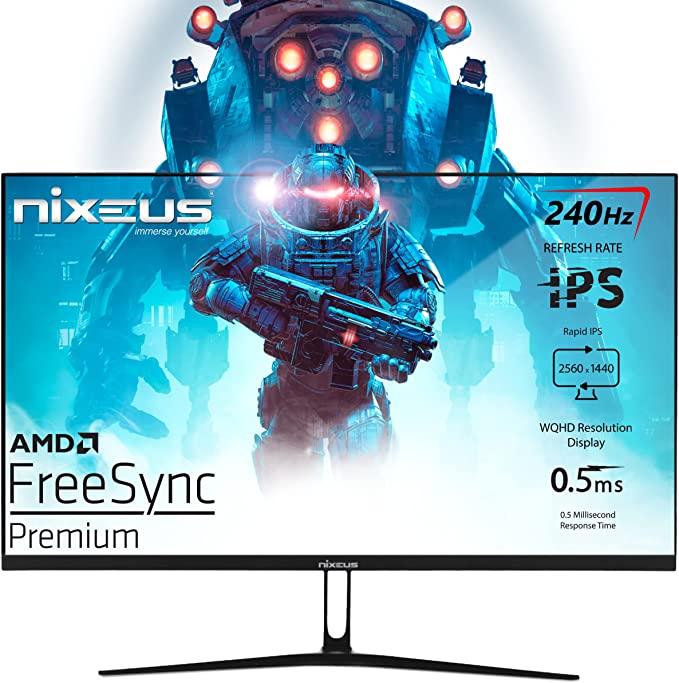 nixeus
immerse yourself
240Hz
REFRESH RATE
IPS
Rapid IPS
2560 x 1440
WQHD Resolution
Display
0.5ms
0.5 Millisecond
Response Time
AMD
FreeSync
Premium
nixeus